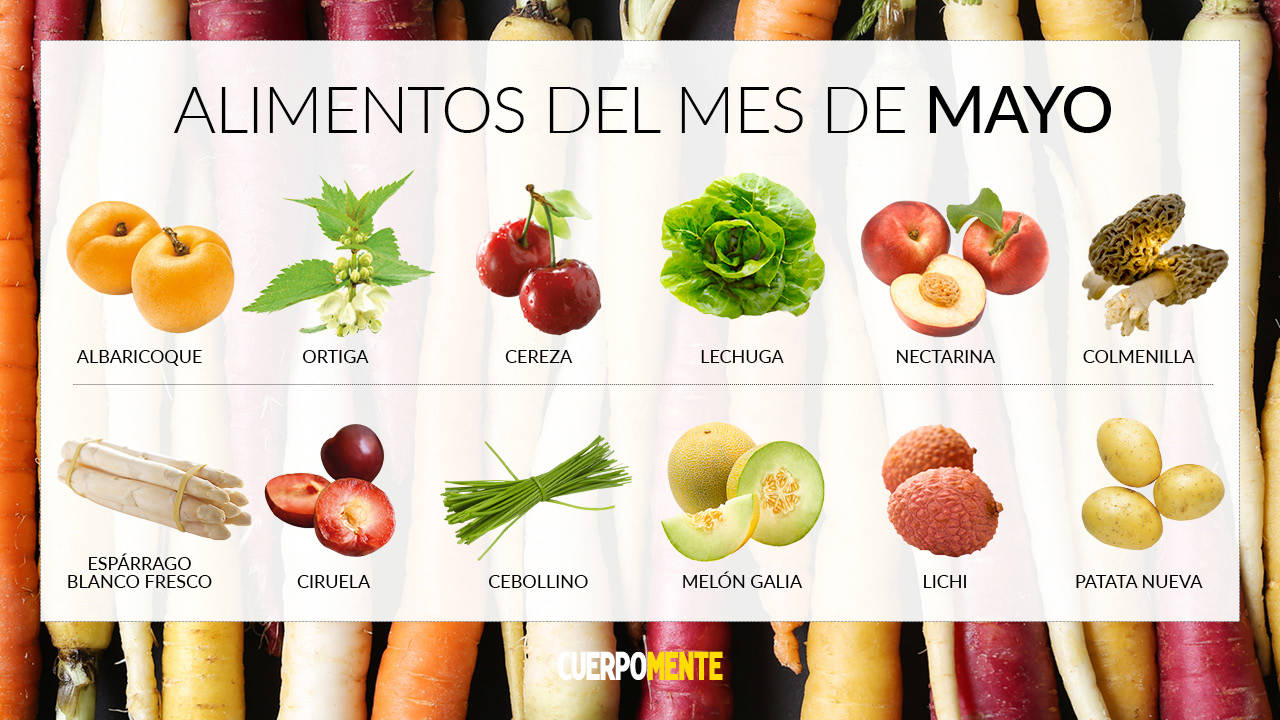 ALIMENTOS DEL MES DE MAYO
ALBARICOQUE
ORTIGA
CEREZA
LECHUGA
NECTARINA
COLMENILLA
ESPÁRRAGO
BLANCO FRESCO
CIRUELA
CEBOLLINO
MELÓN GALIA
LICHI
PATATA NUEVA
CUERPOMENTE